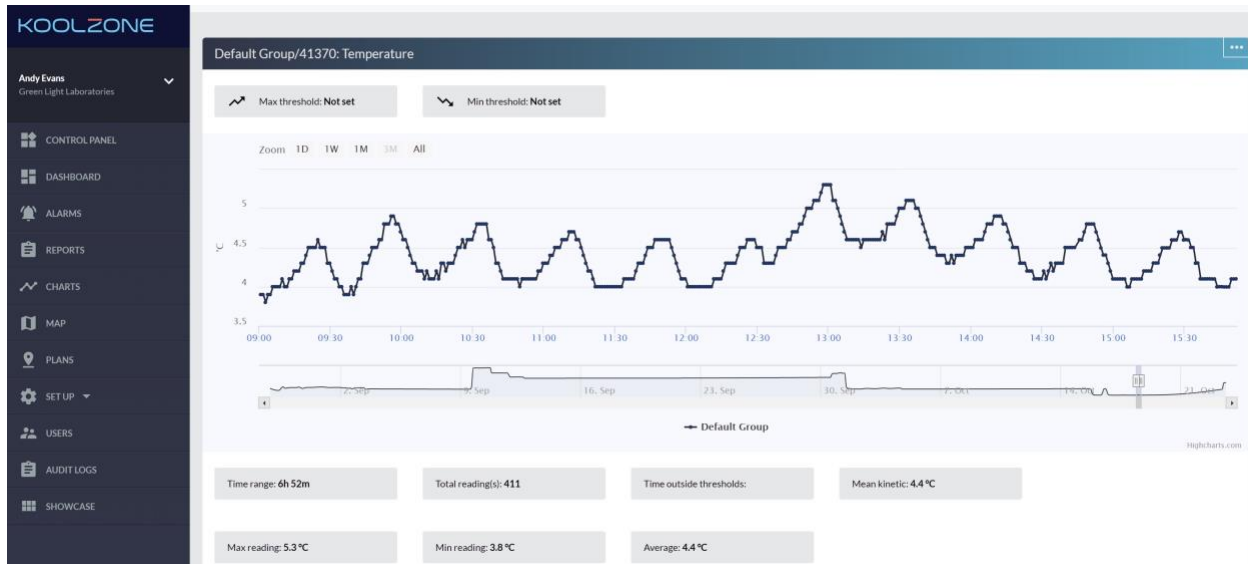 KOOLZONE
Andy Evans
Green Light Laboratories
CONTROL PANEL
DASHBOARD
ALARMS
REPORTS
CHARTS
MAP
PLANS
SET UP
USERS
AUDIT LOGS
SHOWCASE
Default Group/41370: Temperature
Max threshold: Not set
Min threshold: Not set
Zoom 1D 1W 1M 3M All
°C
5
4.5
4
3.5
09:00 09:30 10:00 10:30 11:00 11:30 12:00 12:30 13:00 13:30 14:00 14:30 15:00 15:30
2. Sep 9. Sep 16. Sep 23. Sep 30. Sep 7. Oct 14. Oct 21. Oct
Default Group
Highcharts.com
Time range: 6h 52m
Total reading(s): 411
Time outside thresholds:
Mean kinetic: 4.4 °C
Max reading: 5.3 °C
Min reading: 3.8 °C
Average: 4.4 °C